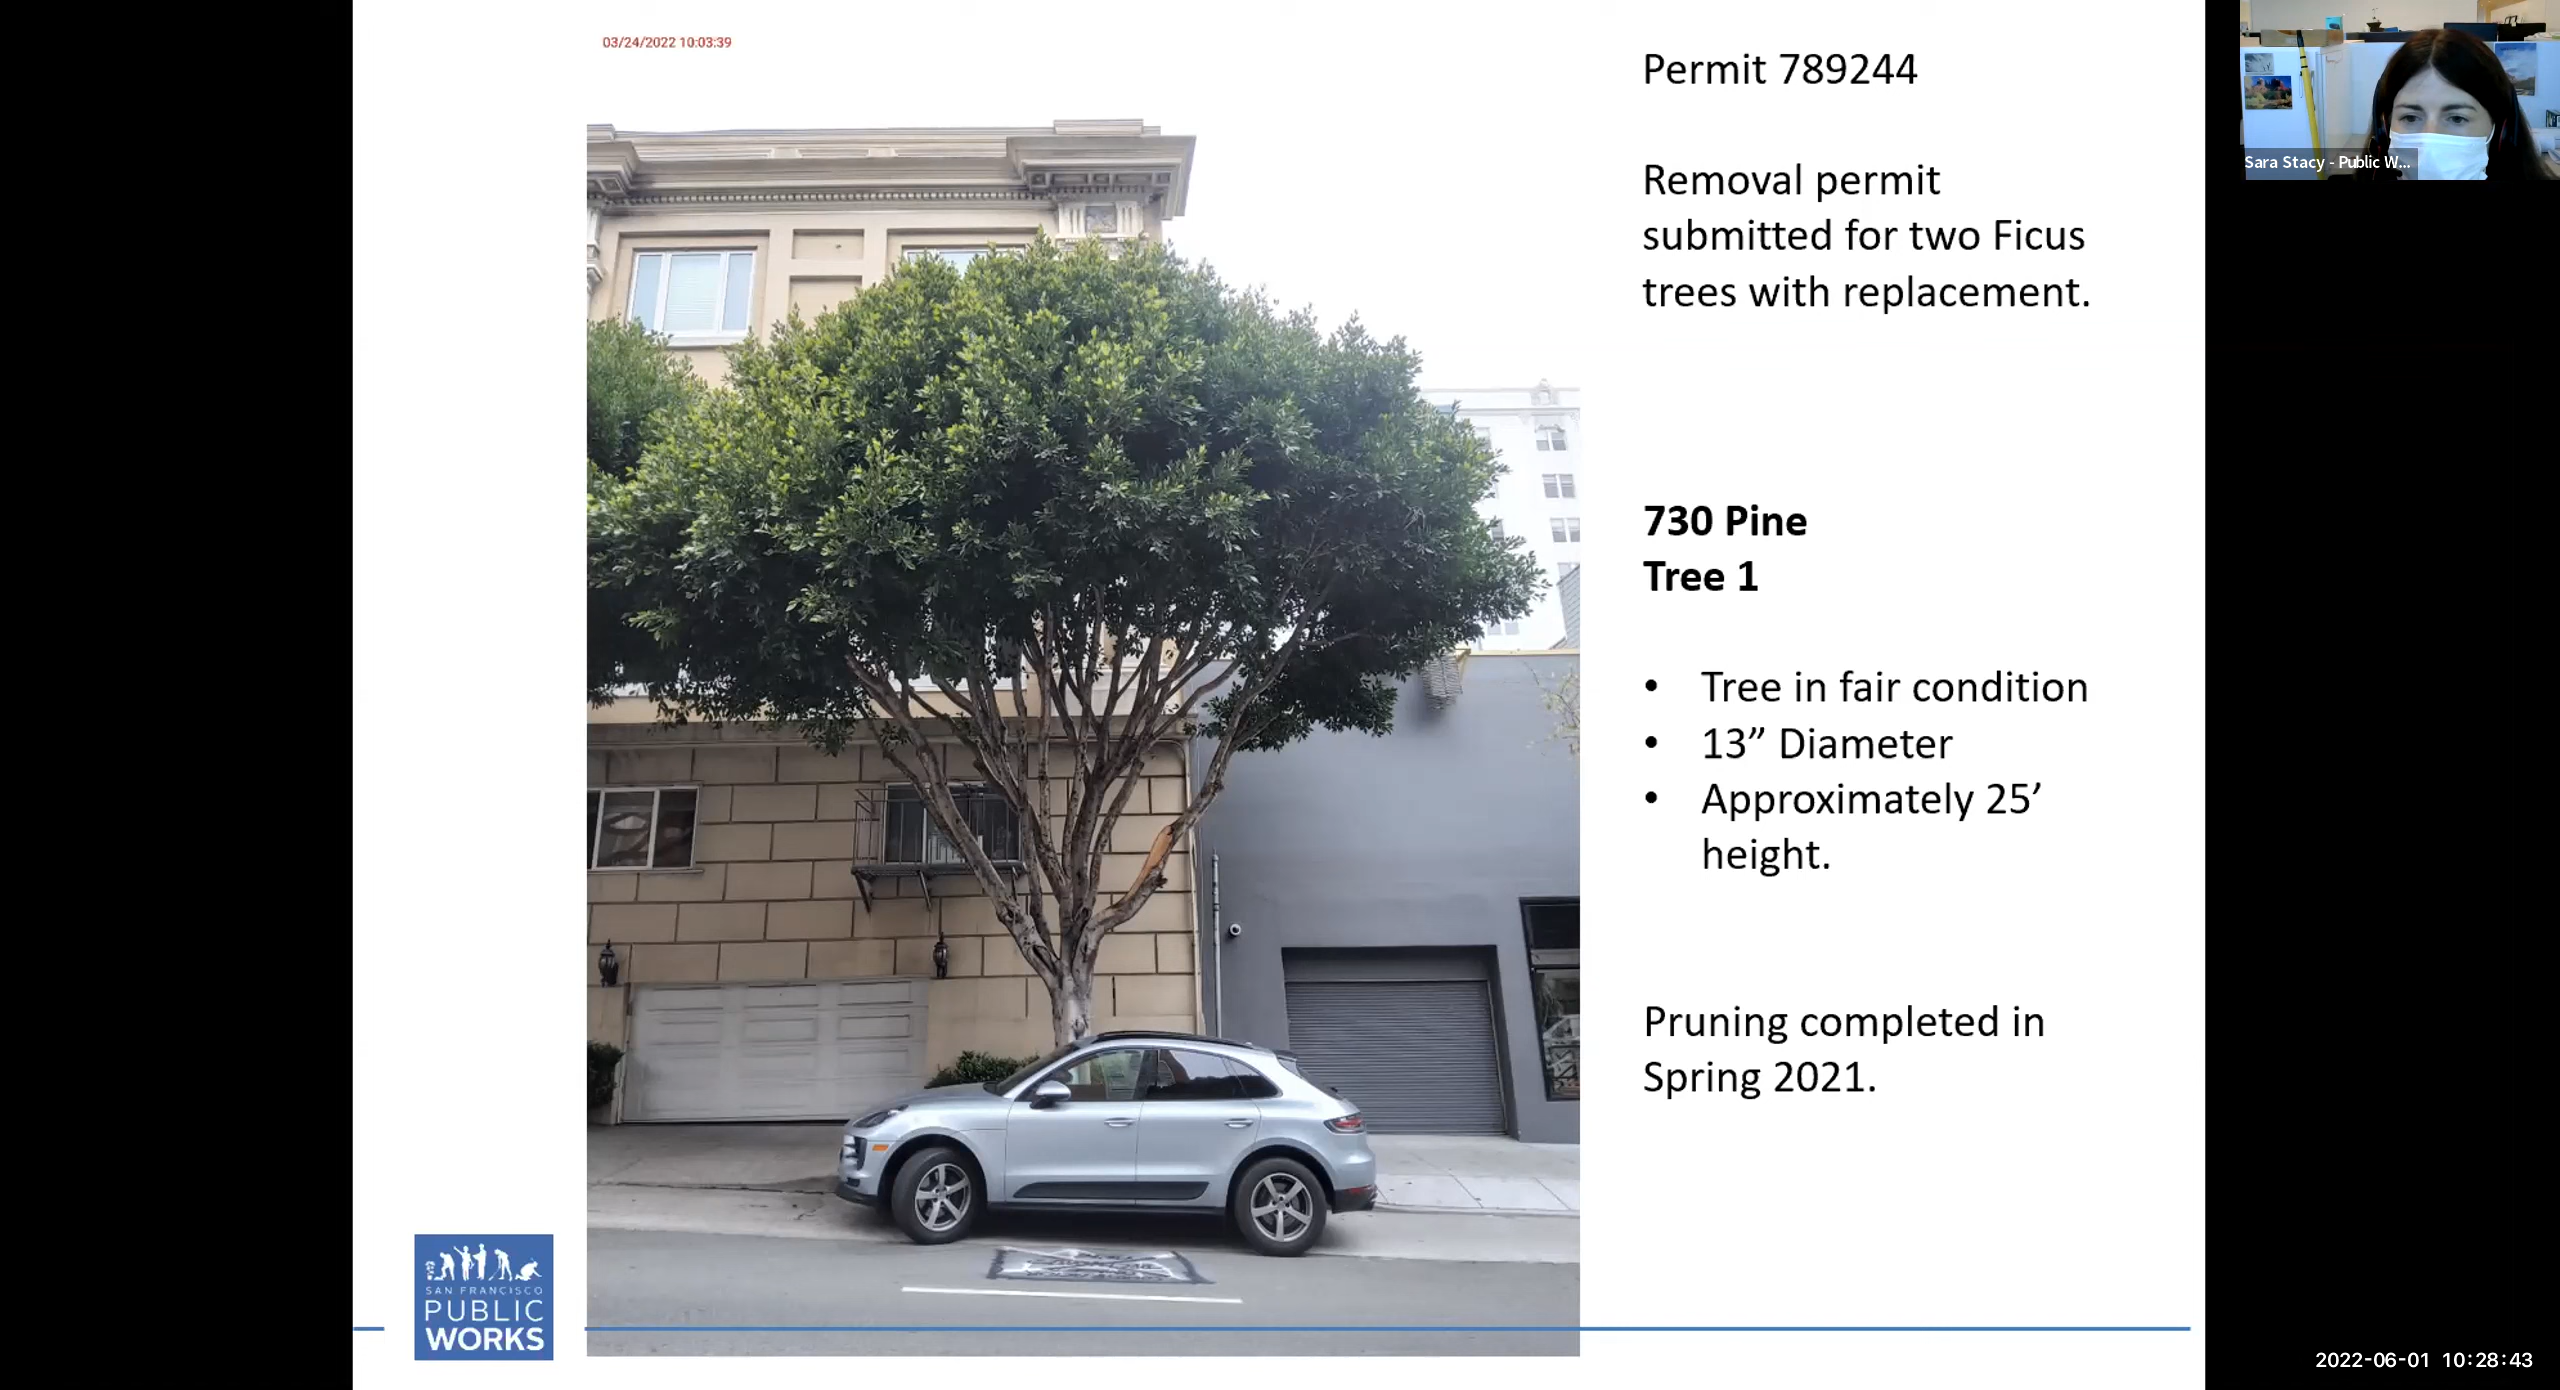 03/24/2022 10:03:39
Permit 789244
Removal permit
submitted for two Ficus
trees with replacement.
730 Pine
Tree 1
• Tree in fair condition
• 13” Diameter
• Approximately 25’
height.
Pruning completed in
Spring 2021.
SAN FRANCISCO
PUBLIC
WORKS
Sara Stacy - Public W...
2022-06-01 10:28:43